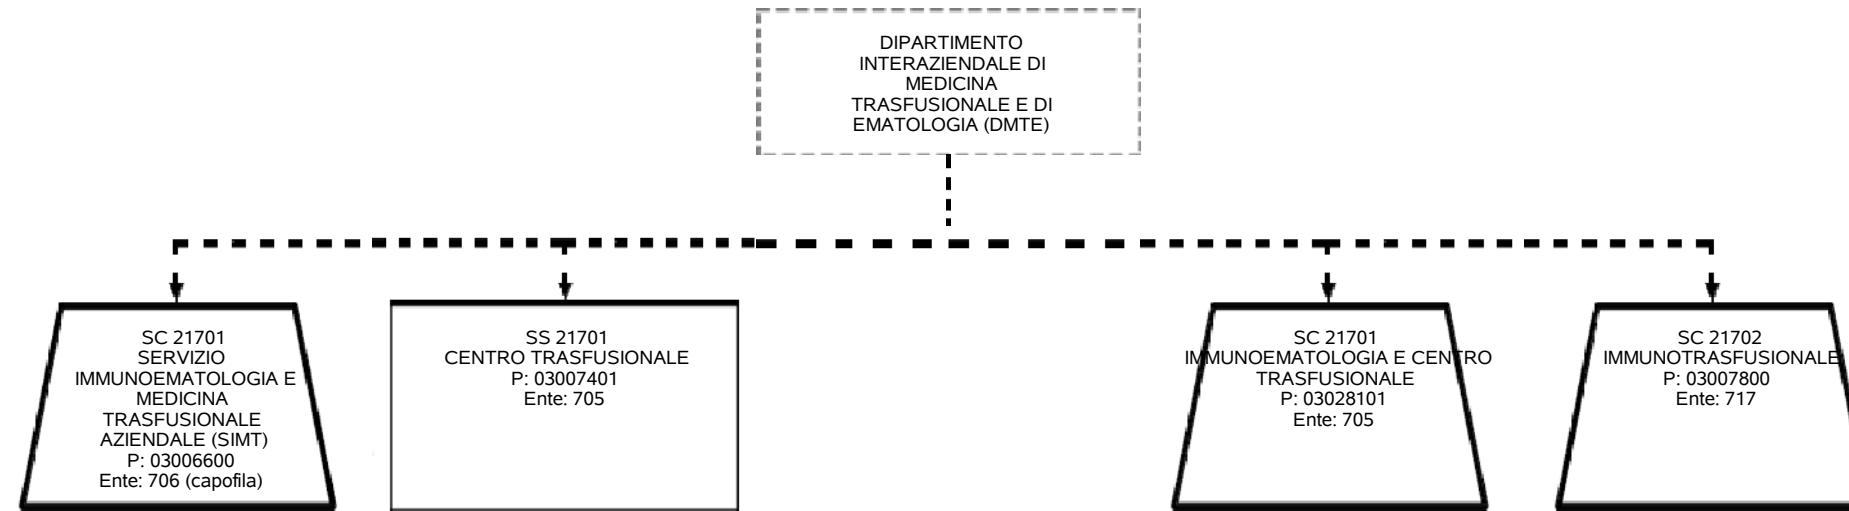 DIPARTIMENTO
INTERAZIENDALE DI
MEDICINA
TRASFUSIONALE E DI
EMATOLOGIA (DMTE)
SC 21701
SERVIZIO
IMMUNOEMATOLOGIA E
MEDICINA
TRASFUSIONALE
AZIENDALE (SIMT)
P: 03006600
Ente: 706 (capofila)
SS 21701
CENTRO TRASFUSIONALE
P: 03007401
Ente: 705
SC 21701
IMMUNOEMATOLOGIA E CENTRO
TRASFUSIONALE
P: 03028101
Ente: 705
SC 21702
IMMUNOTRASFUSIONALE
P: 03007800
Ente: 717